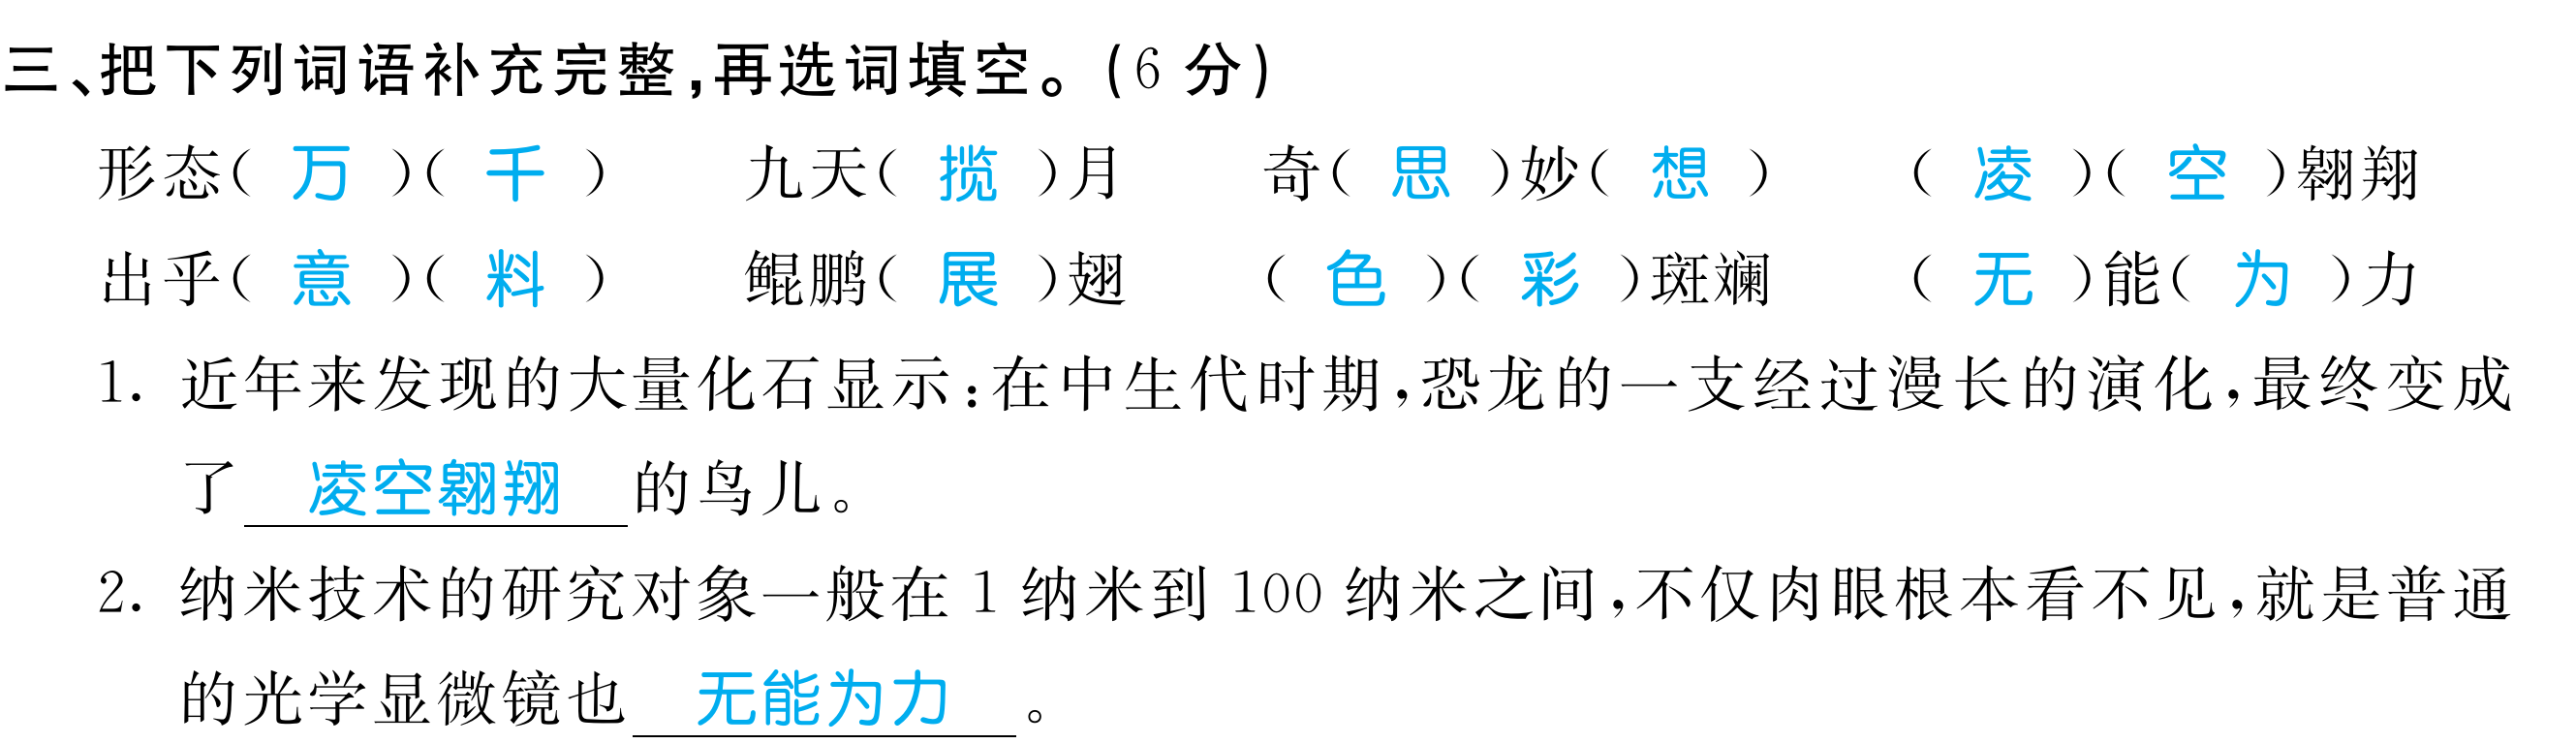 三、把下列词语补充完整,再选词填空。(6 分)
形态( 万 )( 千 ) 九天( 揽 )月 奇( 思 )妙( 想 ) ( 凌 )( 空 )翱翔
出乎( 意 )( 料 ) 鲲鹏( 展 )翅 ( 色 )( 彩 )斑斓 ( 无 )能( 为 )力
1. 近年来发现的大量化石显示:在中生代时期,恐龙的一支经过漫长的演化,最终变成
了 凌空翱翔 的鸟儿。
2. 纳米技术的研究对象一般在 1 纳米到 100 纳米之间,不仅肉眼根本看不见,就是普通
的光学显微镜也 无能为力 。